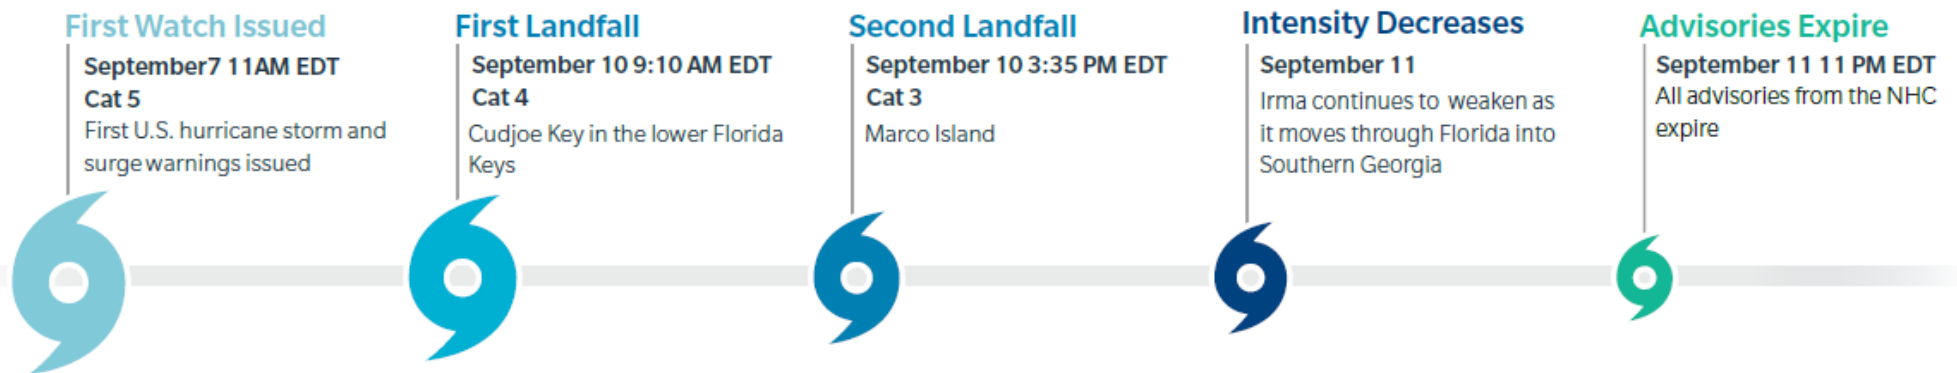 First Watch Issued
September7 11AM EDT
Cat 5
First U.S. hurricane storm and
surge warnings issued
First Landfall
September 10 9:10 AM EDT
Cat 4
Cudjoe Key in the lower Florida
Keys
Second Landfall
September 10 3:35 PM EDT
Cat 3
Marco Island
Intensity Decreases
September 11
Irma continues to weaken as
it moves through Florida into
Southern Georgia
Advisories Expire
September 11 11 PM EDT
All advisories from the NHC
expire